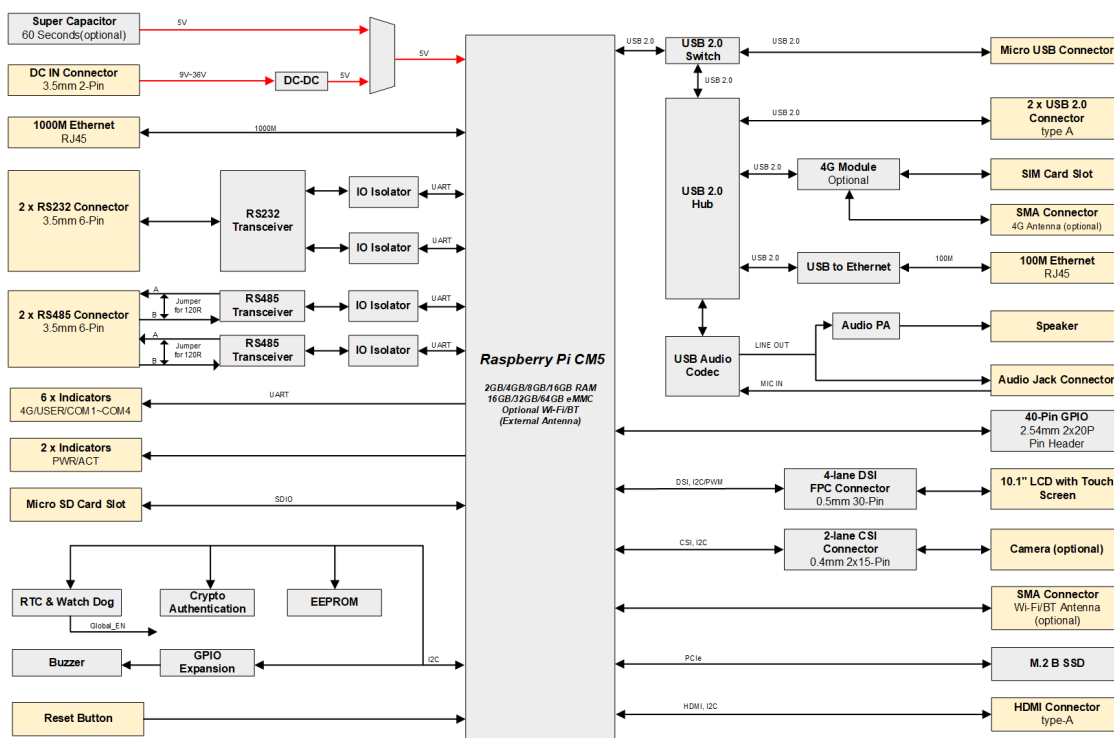 Super Capacitor
60 Seconds(optional)
5V
DC IN Connector
3.5mm 2-Pin
9V~36V
DC-DC
5V
5V
1000M Ethernet
RJ45
1000M
2 x RS232 Connector
3.5mm 6-Pin
RS232
Transceiver
IO Isolator
UART
IO Isolator
UART
2 x RS485 Connector
3.5mm 6-Pin
A
Jumper
for 120R
B
RS485
Transceiver
IO Isolator
UART
A
Jumper
for 120R
B
RS485
Transceiver
IO Isolator
UART
6 x Indicators
4G/USER/COM1~COM4
UART
2 x Indicators
PWR/ACT
Micro SD Card Slot
SDIO
RTC & Watch Dog
Crypto
Authentication
EEPROM
Global_EN
Buzzer
GPIO
Expansion
I2C
Reset Button
Raspberry Pi CM5
2GB/4GB/8GB/16GB RAM
16GB/32GB/64GB eMMC
Optional Wi-Fi/BT
(External Antenna)
USB 2.0
USB 2.0
Switch
USB 2.0
Micro USB Connector
USB 2.0
USB 2.0
Hub
USB 2.0
2 x USB 2.0
Connector
type A
USB 2.0
4G Module
Optional
SIM Card Slot
SMA Connector
4G Antenna (optional)
USB 2.0
USB to Ethernet
100M
100M Ethernet
RJ45
USB Audio
Codec
LINE OUT
Audio PA
Speaker
MIC IN
Audio Jack Connector
40-Pin GPIO
2.54mm 2x20P
Pin Header
DSI, I2C/PWM
4-lane DSI
FPC Connector
0.5mm 30-Pin
10.1" LCD with Touch
Screen
CSI, I2C
2-lane CSI
Connector
0.4mm 2x15-Pin
Camera (optional)
SMA Connector
Wi-Fi/BT Antenna
(optional)
PCIe
M.2 B SSD
HDMI, I2C
HDMI Connector
type-A